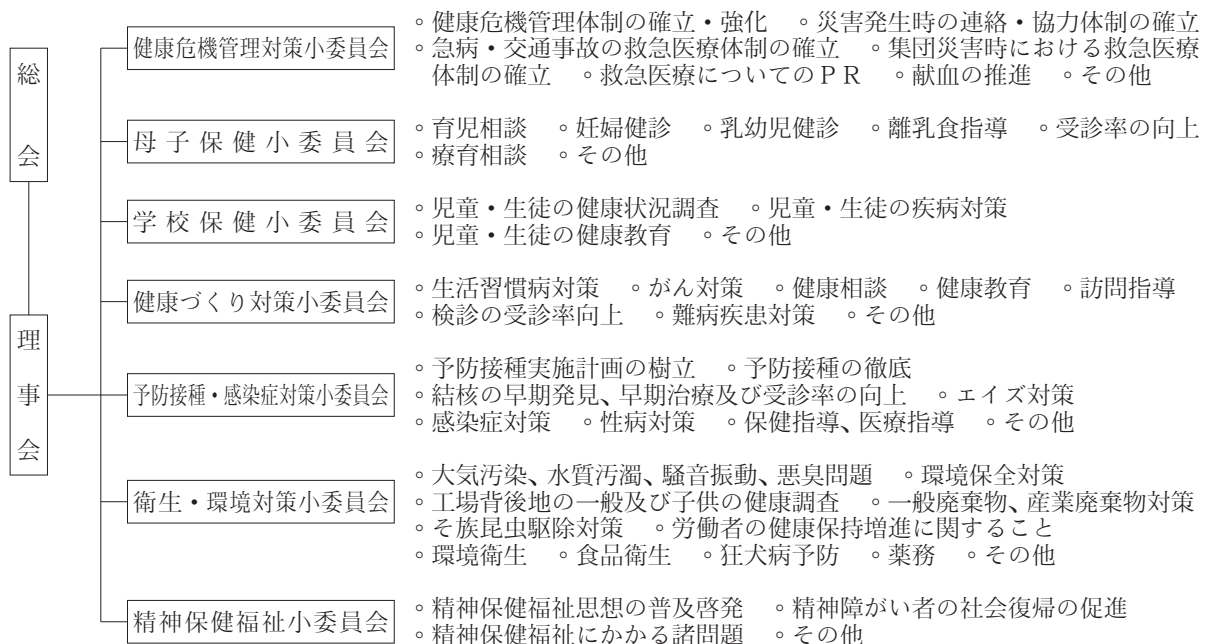 総会
理事会
健康危機管理対策小委員会
◦健康危機管理体制の確立・強化　◦災害発生時の連絡・協力体制の確立
◦急病・交通事故の救急医療体制の確立　◦集団災害時における救急医療
体制の確立　◦救急医療についてのＰＲ　◦献血の推進　◦その他
母子保健小委員会
◦育児相談　◦妊婦健診　◦乳幼児健診　◦離乳食指導　◦受診率の向上
◦療育相談　◦その他
学校保健小委員会
◦児童・生徒の健康状況調査　◦児童・生徒の疾病対策
◦児童・生徒の健康教育　◦その他
健康づくり対策小委員会
◦生活習慣病対策　◦がん対策　◦健康相談　◦健康教育　◦訪問指導
◦検診の受診率向上　◦難病疾患対策　◦その他
予防接種・感染症対策小委員会
◦予防接種実施計画の樹立　◦予防接種の徹底
◦結核の早期発見、早期治療及び受診率の向上　◦エイズ対策
◦感染症対策　◦性病対策　◦保健指導、医療指導　◦その他
衛生・環境対策小委員会
◦大気汚染、水質汚濁、騒音振動、悪臭問題　◦環境保全対策
◦工場背後地の一般及び子供の健康調査　◦一般廃棄物、産業廃棄物対策
◦そ族昆虫駆除対策　◦労働者の健康保持増進に関すること
◦環境衛生　◦食品衛生　◦狂犬病予防　◦薬務　◦その他
精神保健福祉小委員会
◦精神保健福祉思想の普及啓発　◦精神障がい者の社会復帰の促進
◦精神保健福祉にかかる諸問題　◦その他